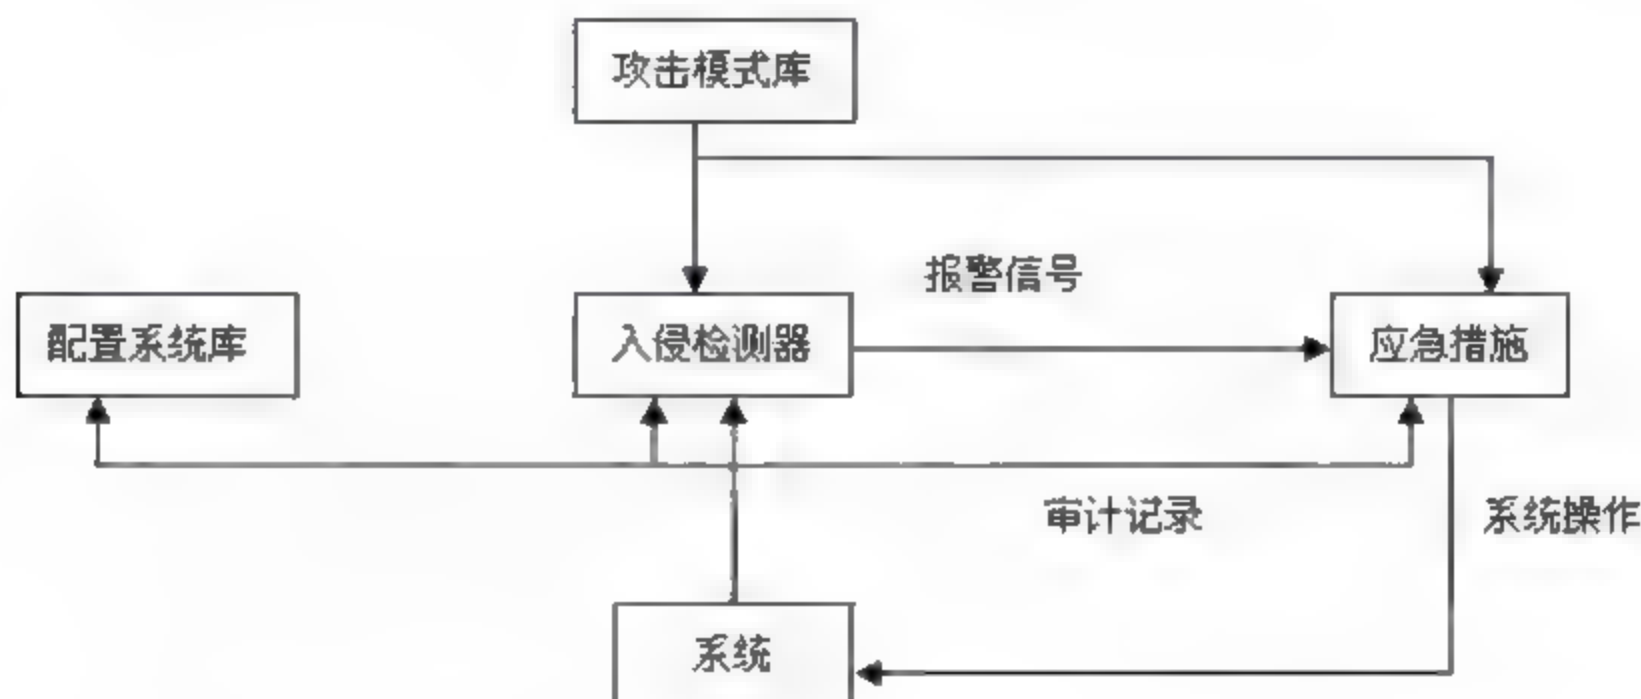 攻击模式库
报警信号
配置系统库
入侵检测器
应急措施
审计记录
系统操作
系统